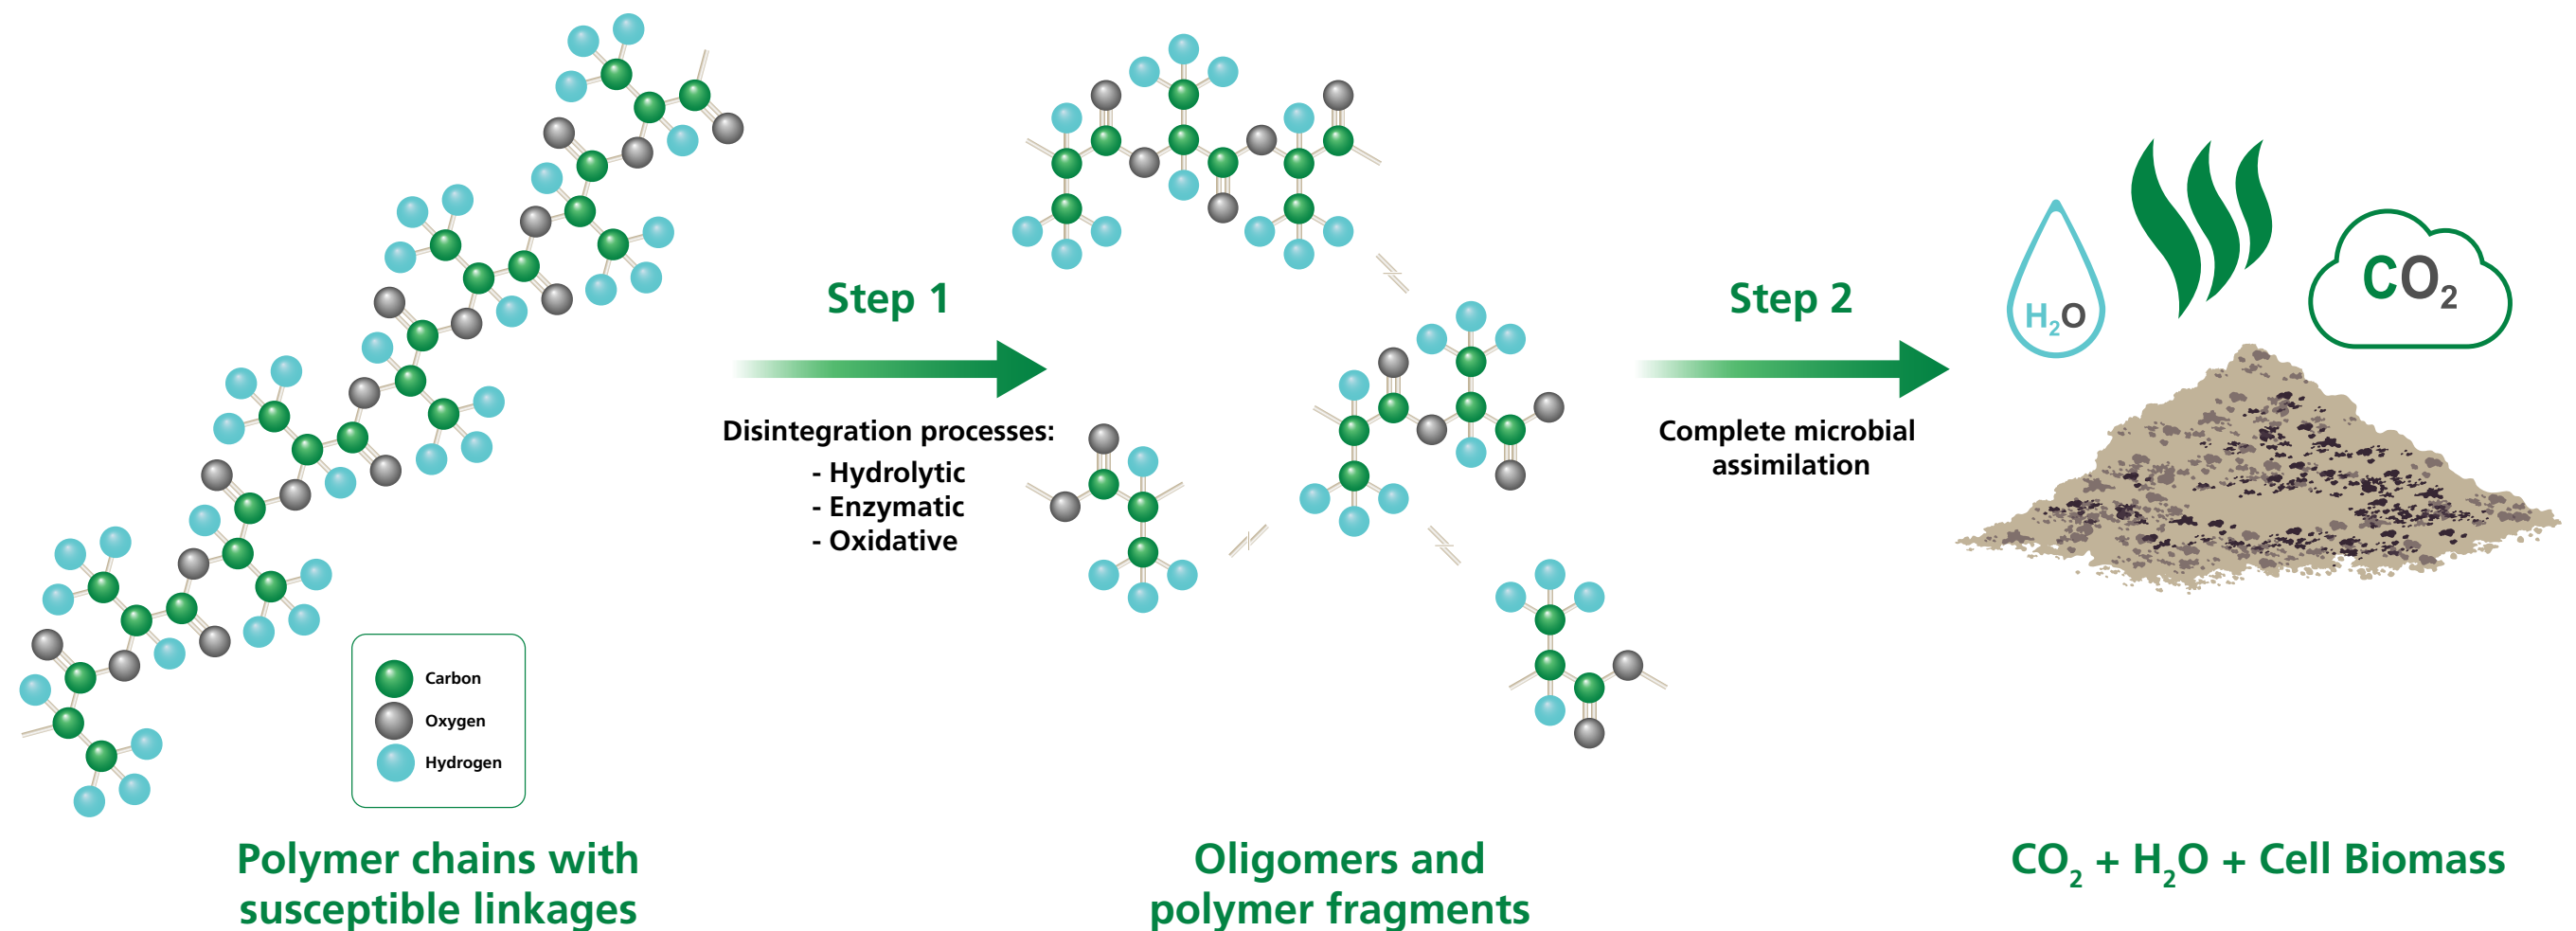 Step 1
Disintegration processes:
- Hydrolytic
- Enzymatic
- Oxidative
Step 2
Complete microbial
assimilation
H₂O
CO₂
Carbon
Oxygen
Hydrogen
Polymer chains with
susceptible linkages
Oligomers and
polymer fragments
CO₂ + H₂O + Cell Biomass